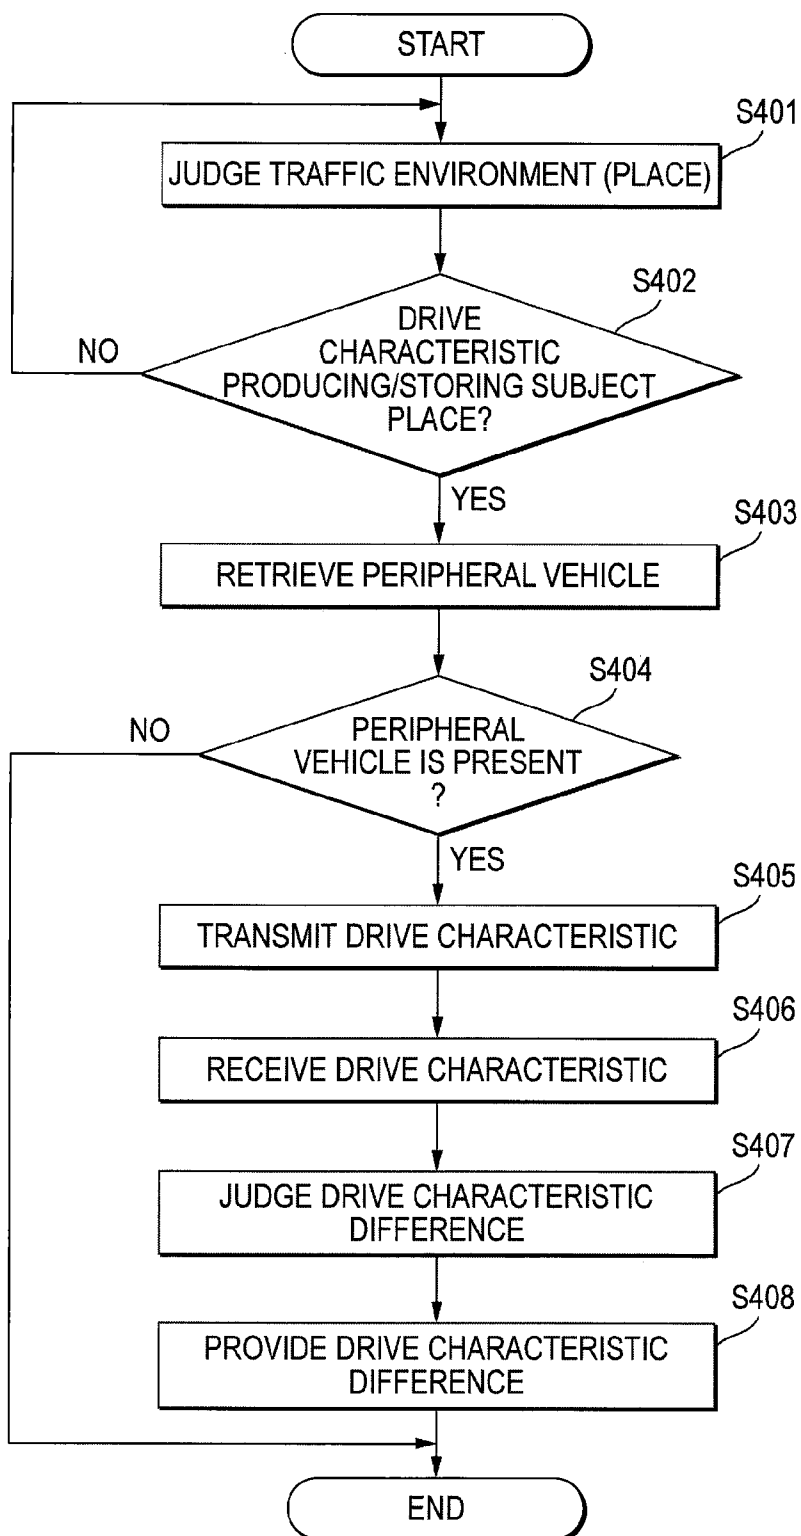 START
S401
JUDGE TRAFFIC ENVIRONMENT (PLACE)
S402
DRIVE
CHARACTERISTIC
PRODUCING/STORING SUBJECT
PLACE?
NO
YES
S403
RETRIEVE PERIPHERAL VEHICLE
S404
NO
PERIPHERAL
VEHICLE IS PRESENT
?
YES
S405
TRANSMIT DRIVE CHARACTERISTIC
S406
RECEIVE DRIVE CHARACTERISTIC
S407
JUDGE DRIVE CHARACTERISTIC
DIFFERENCE
S408
PROVIDE DRIVE CHARACTERISTIC
DIFFERENCE
END